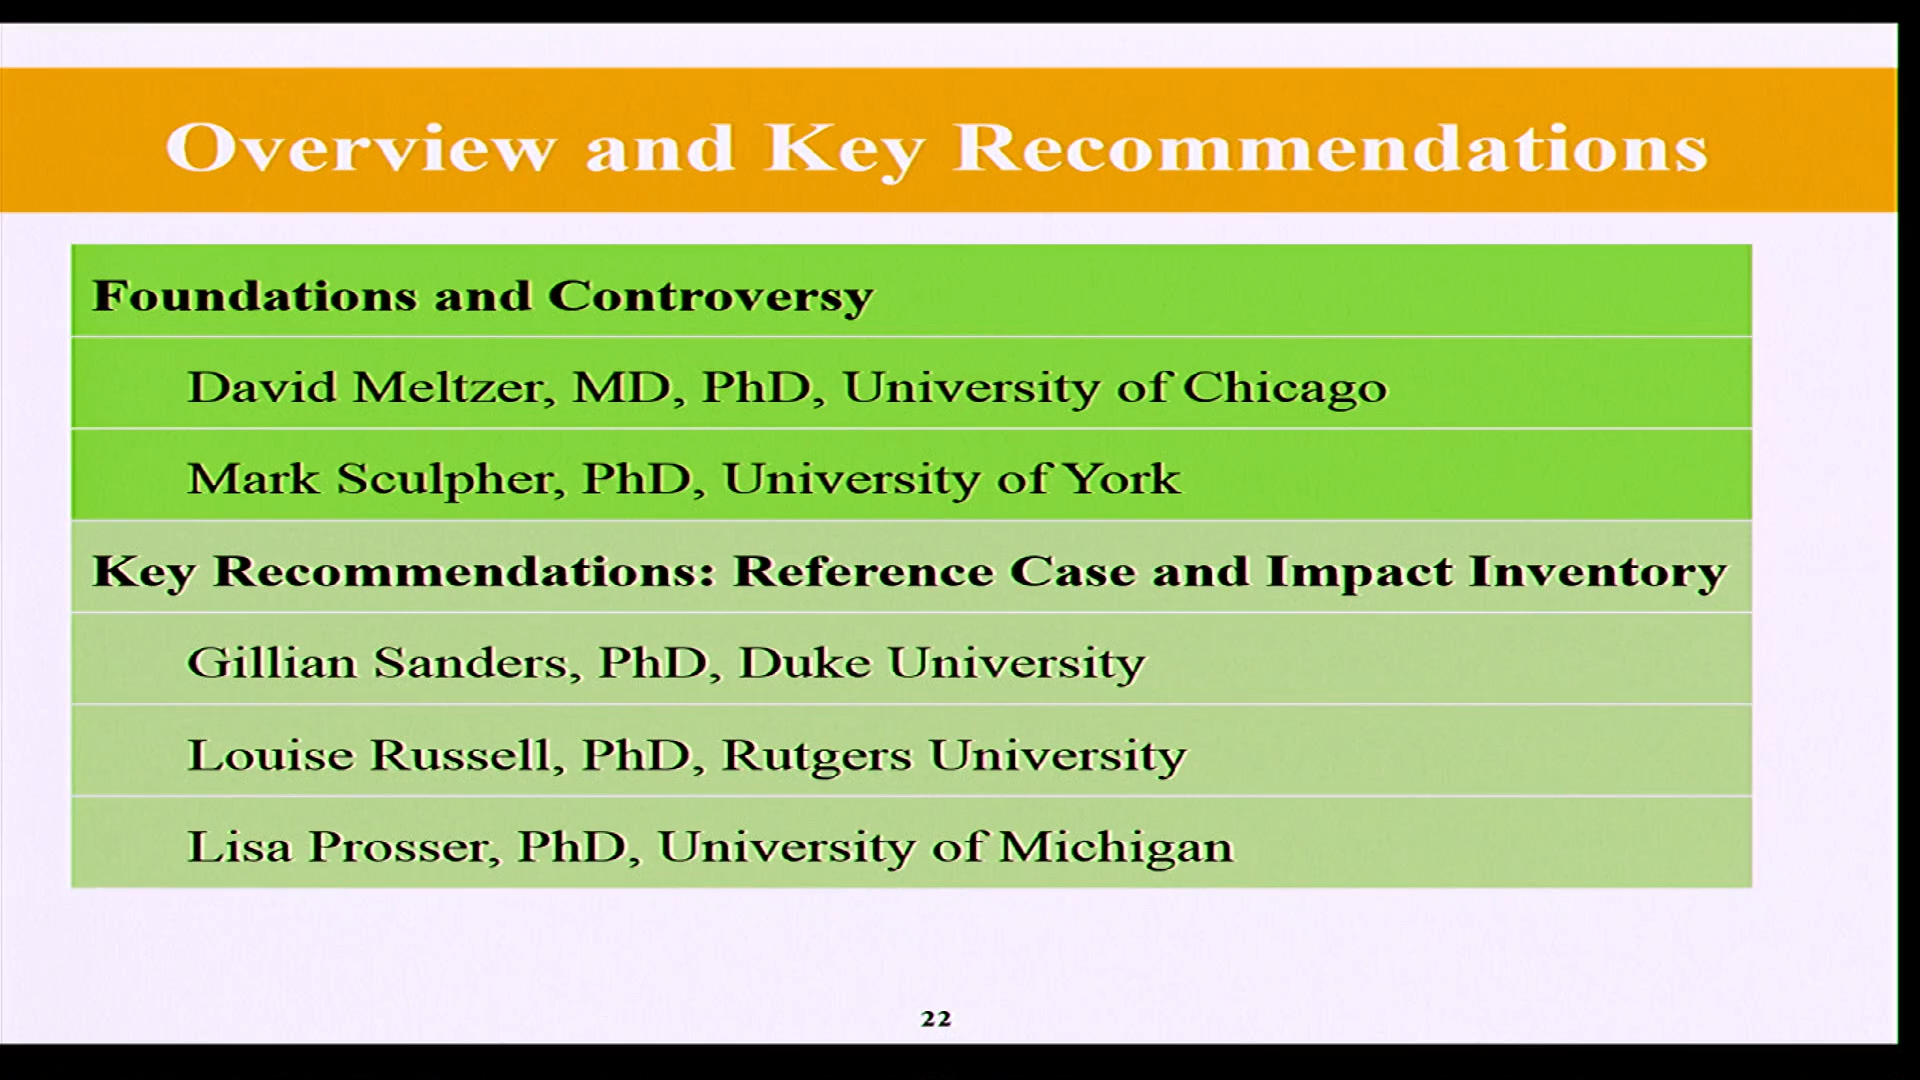 Overview and Key Recommendations
Foundations and Controversy
David Meltzer, MD, PhD, University of Chicago
Mark Sculpher, PhD, University of York
Key Recommendations: Reference Case and Impact Inventory
Gillian Sanders, PhD, Duke University
Louise Russell, PhD, Rutgers University
Lisa Prosser, PhD, University of Michigan
22